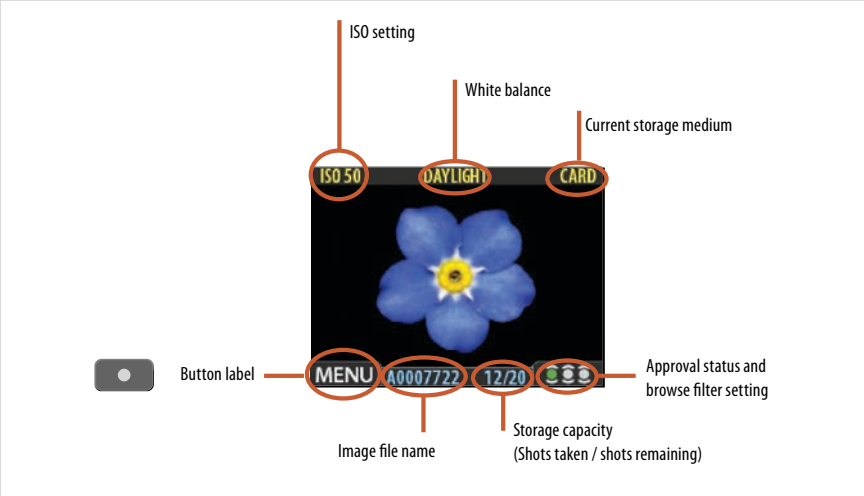 ISO setting
White balance
Current storage medium
ISO 50
DAYLIGHT
CARD
Button label
MENU
A0007722
12/20
Approval status and
browse filter setting
Image file name
Storage capacity
(Shots taken / shots remaining)